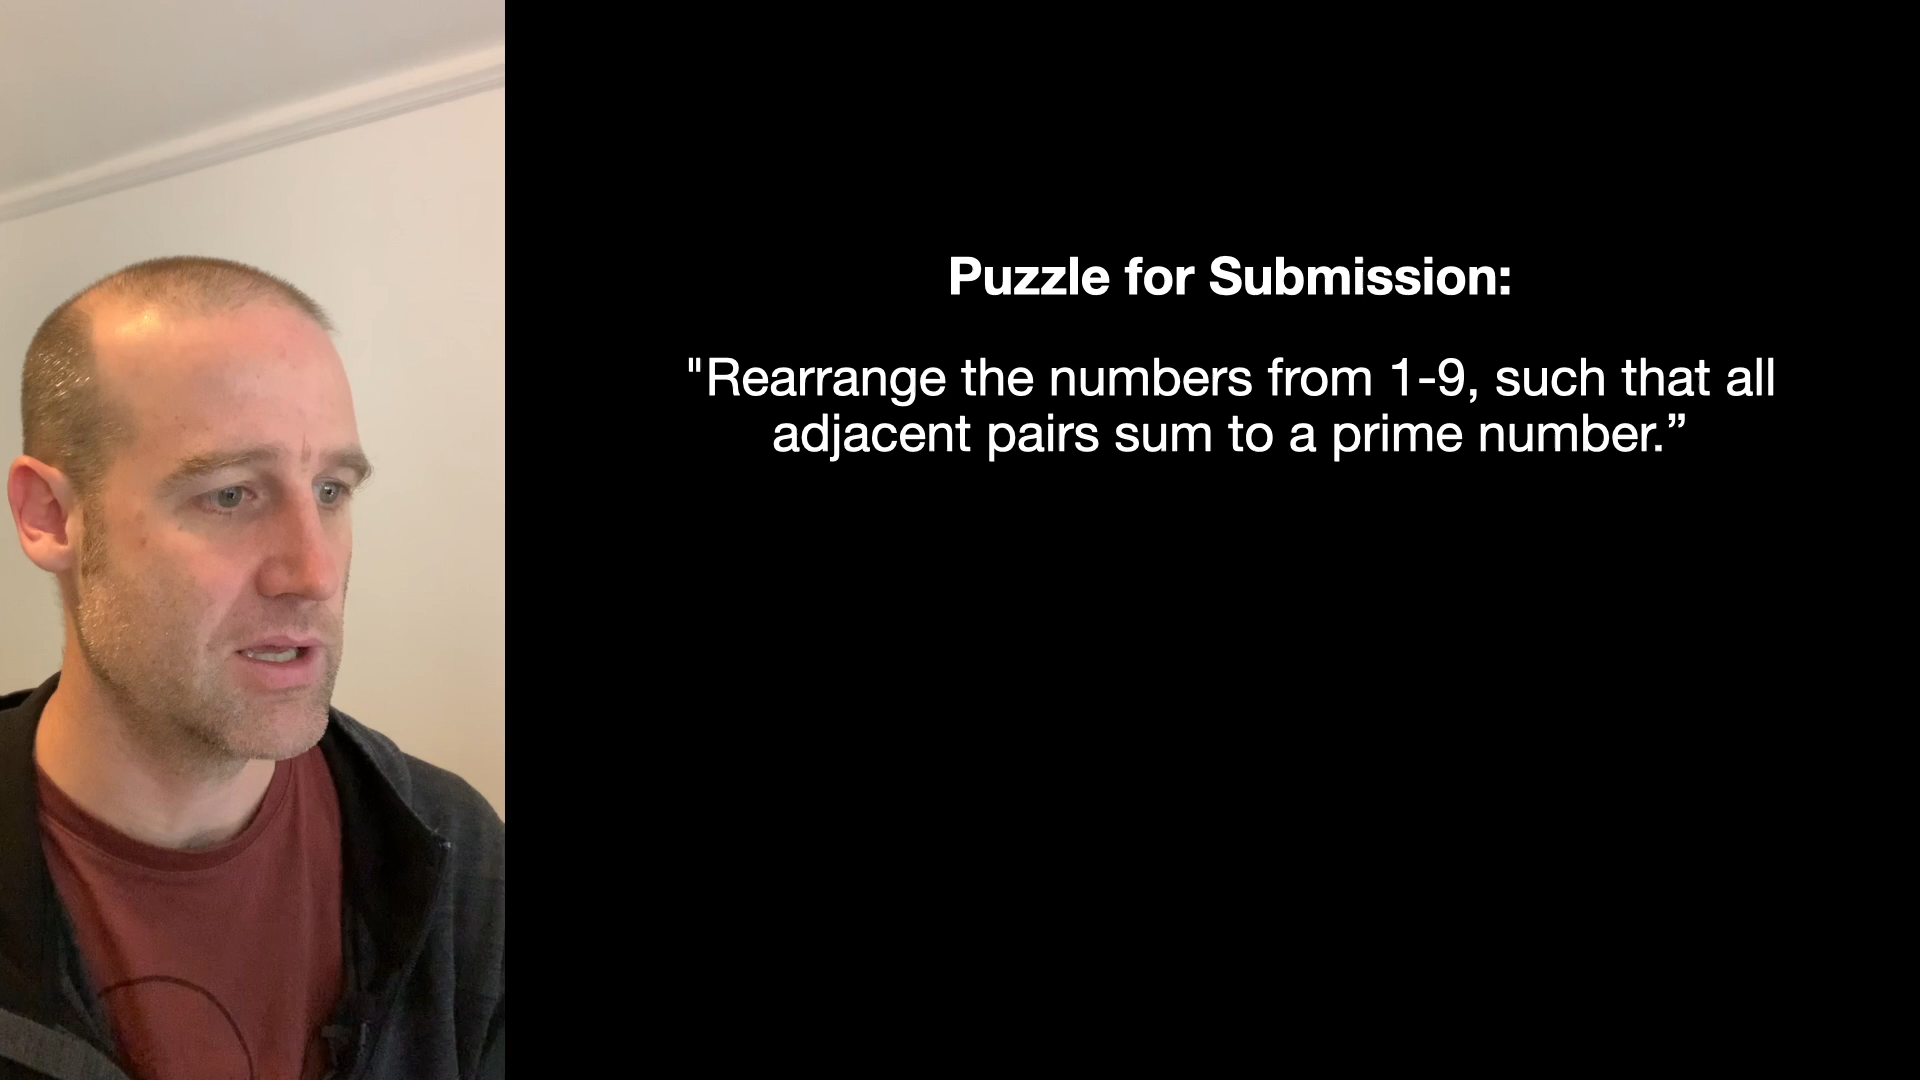 Puzzle for Submission:
"Rearrange the numbers from 1-9, such that all
adjacent pairs sum to a prime number.”